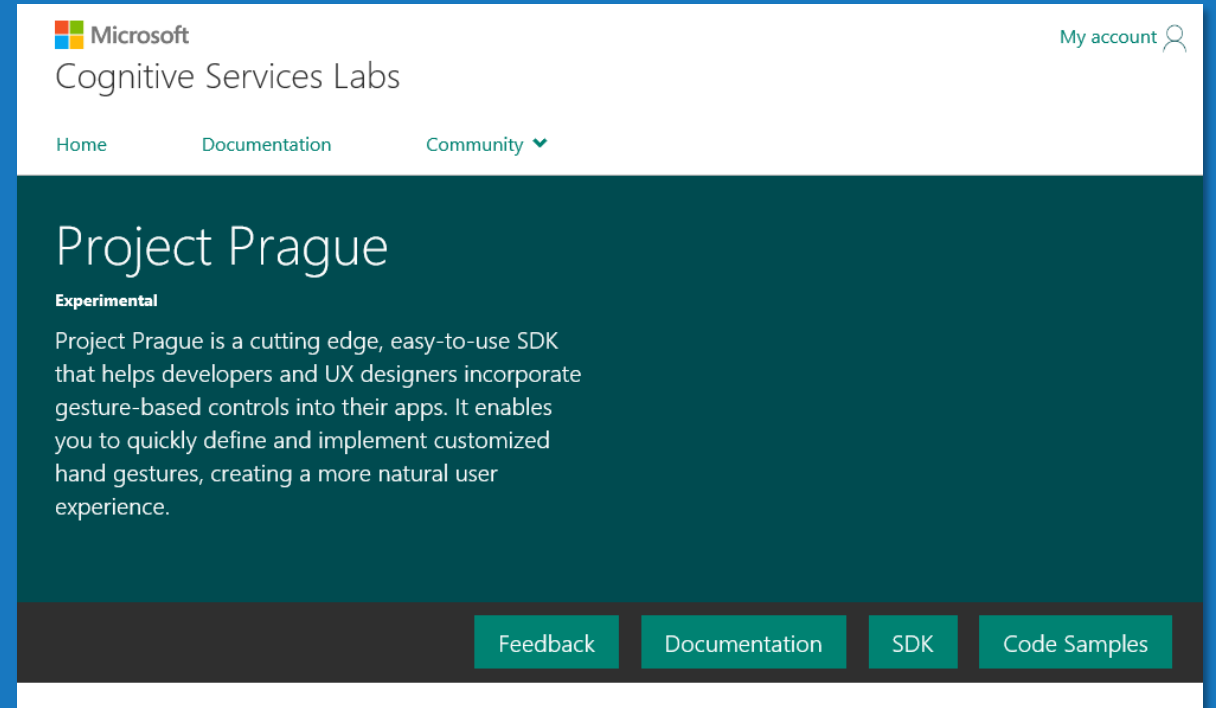 Microsoft
My account
Cognitive Services Labs
Home Documentation Community
Project Prague
Experimental
Project Prague is a cutting edge, easy-to-use SDK
that helps developers and UX designers incorporate
gesture-based controls into their apps. It enables
you to quickly define and implement customized
hand gestures, creating a more natural user
experience.
Feedback Documentation SDK Code Samples